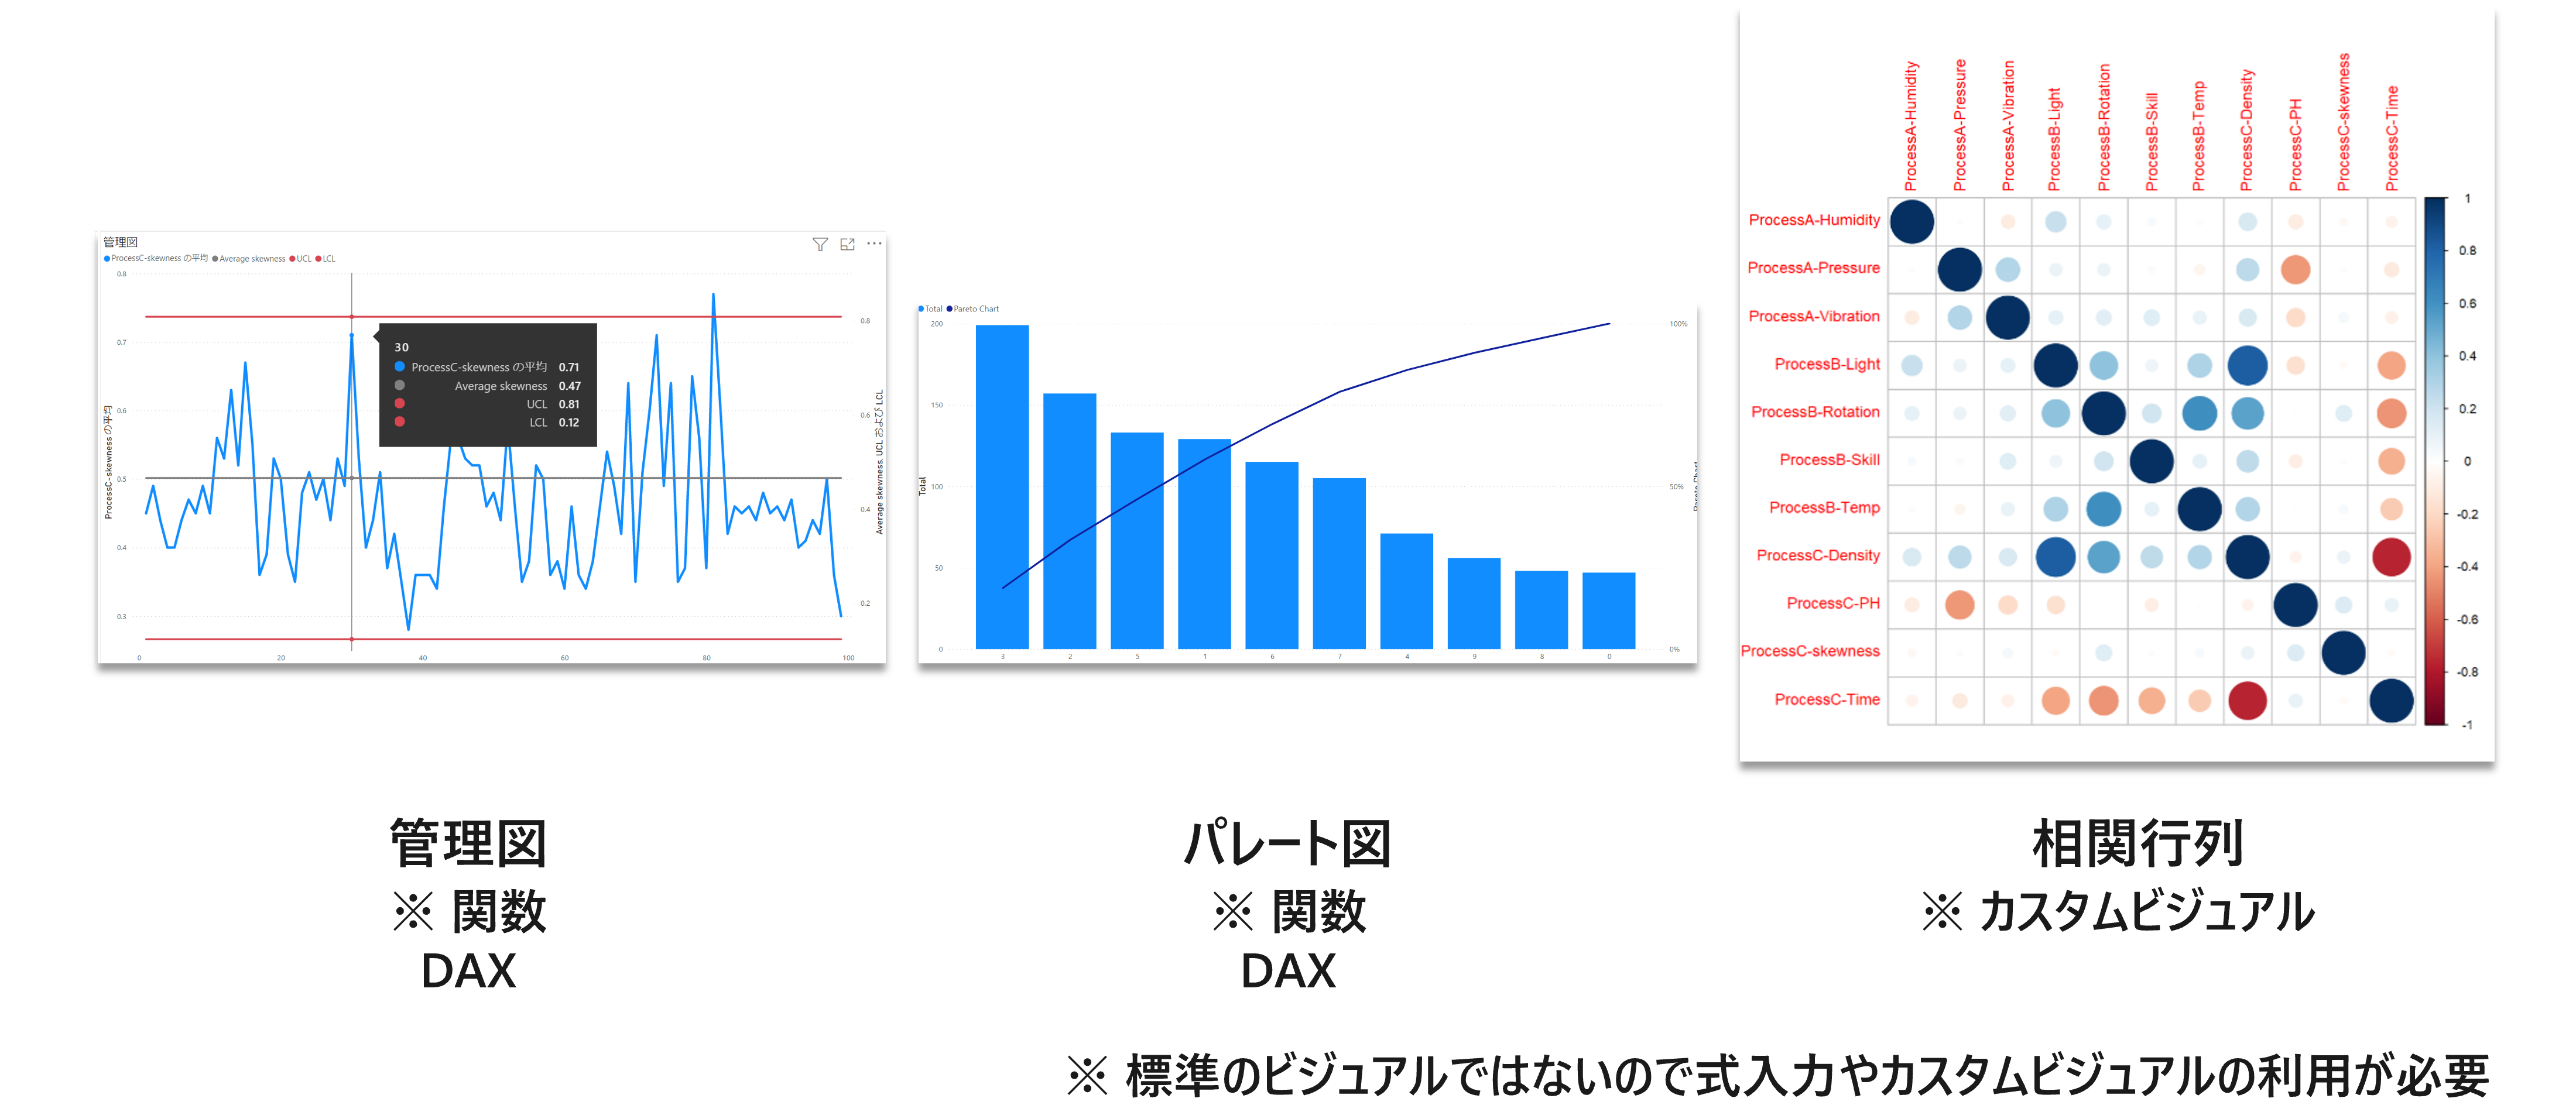 管理図
ProcessC-skewness の平均 Average skewness UCL LCL
0.8
0.7
0.6
0.5
0.4
0.3
ProcessC-skewness の平均
0.8
0.6
0.4
0.2
Average skewness, UCL および LCL
30
ProcessC-skewness の平均 0.71
Average skewness 0.47
UCL 0.81
LCL 0.12
0 20 40 60 80 100
Total Pareto Chart
200
150
100
50
0
Total
100%
50%
0%
Pareto Chart
3 2 5 1 6 7 4 9 8 0
ProcessA-Humidity
ProcessA-Pressure
ProcessA-Vibration
ProcessB-Light
ProcessB-Rotation
ProcessB-Skill
ProcessB-Temp
ProcessC-Density
ProcessC-PH
ProcessC-skewness
ProcessC-Time
ProcessA-Humidity
ProcessA-Pressure
ProcessA-Vibration
ProcessB-Light
ProcessB-Rotation
ProcessB-Skill
ProcessB-Temp
ProcessC-Density
ProcessC-PH
ProcessC-skewness
ProcessC-Time
1
0.8
0.6
0.4
0.2
0
-0.2
-0.4
-0.6
-0.8
-1
管理図
※ 関数
DAX
パレート図
※ 関数
DAX
相関行列
※ カスタムビジュアル
※ 標準のビジュアルではないので式入力やカスタムビジュアルの利用が必要